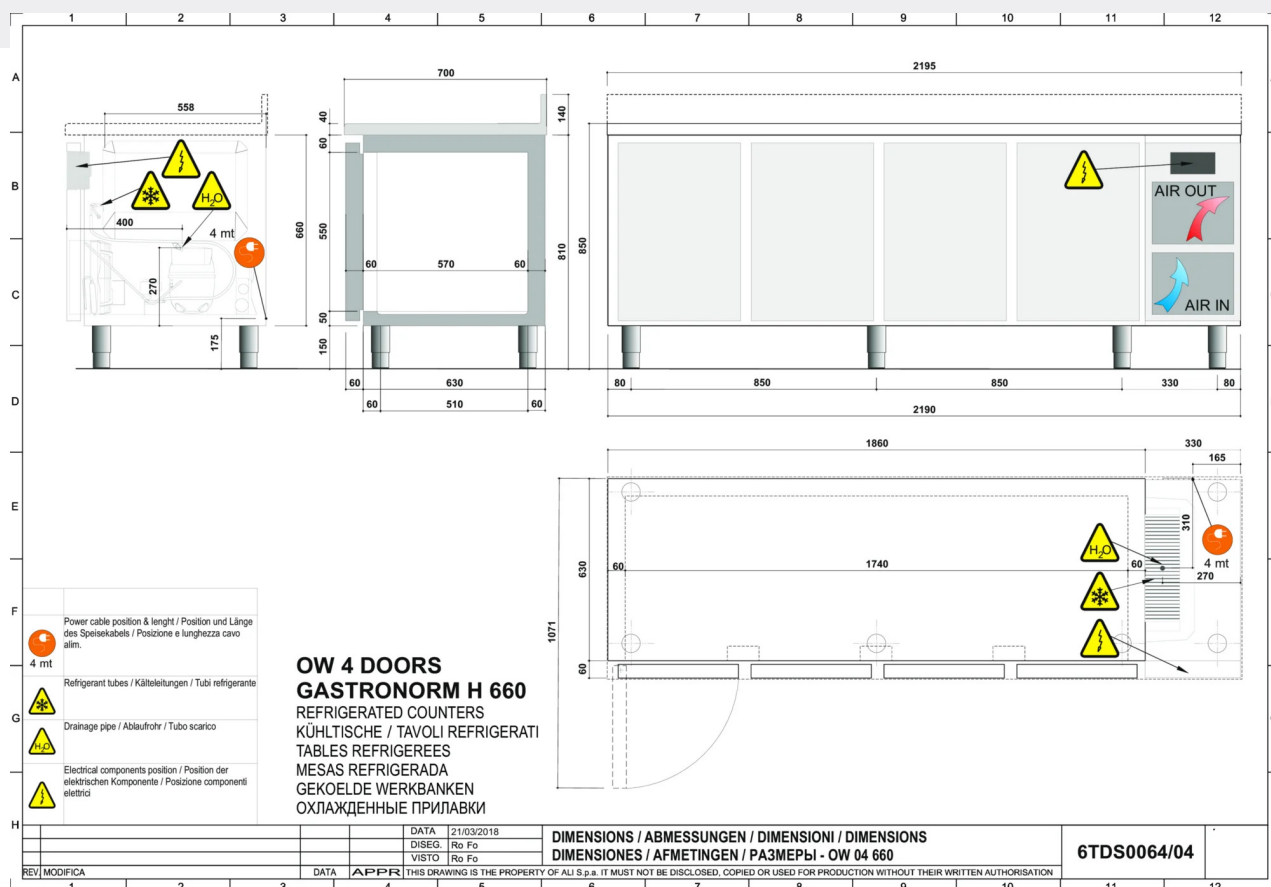 1 2 3 4 5 6 7 8 9 10 11 12
A
B
C
D
E
F
G
H
558
400
4 mt
270
660
175
H₂O
700
40
60
550
50
150
60 570 60
140
810
60 630
60 510 60
2195
850
AIR OUT
AIR IN
80 850 850 330 80
2190
1860 330
165
310
630
60 1740 60
H₂O
4 mt
270
1071
60
4 mt
Power cable position & lenght / Position und Länge
des Speisekabels / Posizione e lunghezza cavo
alim.
Refrigerant tubes / Kälteleitungen / Tubi refrigerante
H₂O
Drainage pipe / Ablaufrohr / Tubo scarico
Electrical components position / Position der
elektrischen Komponente / Posizione componenti
elettrici
OW 4 DOORS
GASTRONORM H 660
REFRIGERATED COUNTERS
KÜHLTISCHE / TAVOLI REFRIGERATI
TABLES REFRIGEREES
MESAS REFRIGERADA
GEKOELDE WERKBANKEN
ОХЛАЖДЕННЫЕ ПРИЛАВКИ
DATA 21/03/2018
DISEG. Ro Fo
VISTO Ro Fo
DIMENSIONS / ABMESSUNGEN / DIMENSIONI / DIMENSIONS
DIMENSIONES / AFMETINGEN / РАЗМЕРЫ - OW 04 660
6TDS0064/04
REV. MODIFICA DATA APPR THIS DRAWING IS THE PROPERTY OF ALI S.p.a. IT MUST NOT BE DISCLOSED, COPIED OR USED FOR PRODUCTION WITHOUT THEIR WRITTEN AUTHORISATION
1 2 3 4 5 6 7 8 9 10 11 12